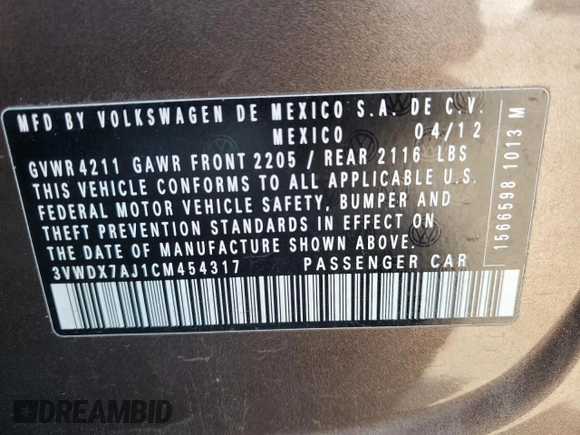 MFD BY VOLKSWAGEN DE MEXICO S.A. DE C.V.
MEXICO 04/12
GVWR 4211 GAWR FRONT 2205 / REAR 2116 LBS
THIS VEHICLE CONFORMS TO ALL APPLICABLE U.S.
FEDERAL MOTOR VEHICLE SAFETY, BUMPER AND
THEFT PREVENTION STANDARDS IN EFFECT ON
THE DATE OF MANUFACTURE SHOWN ABOVE.
3VWDX7AJ1CM454317 PASSENGER CAR
1566598 1013 M
DREAMBID